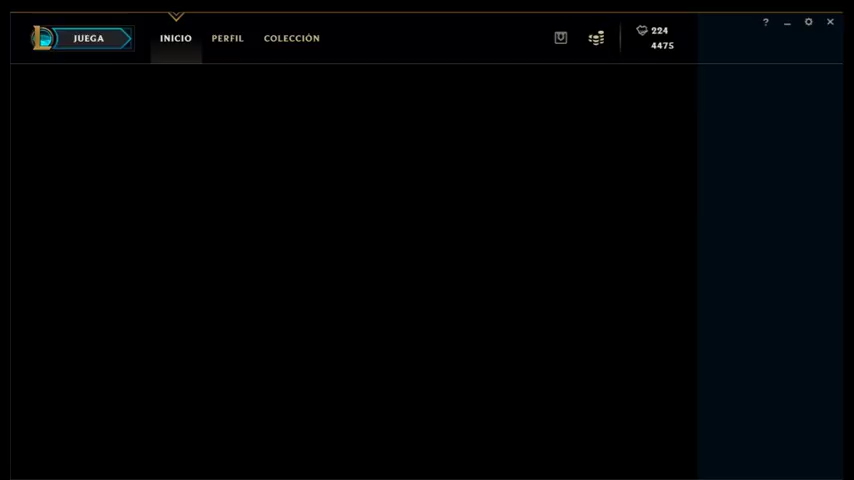 JUEGA
INICIO
PERFIL
COLECCIÓN
224
4475
?